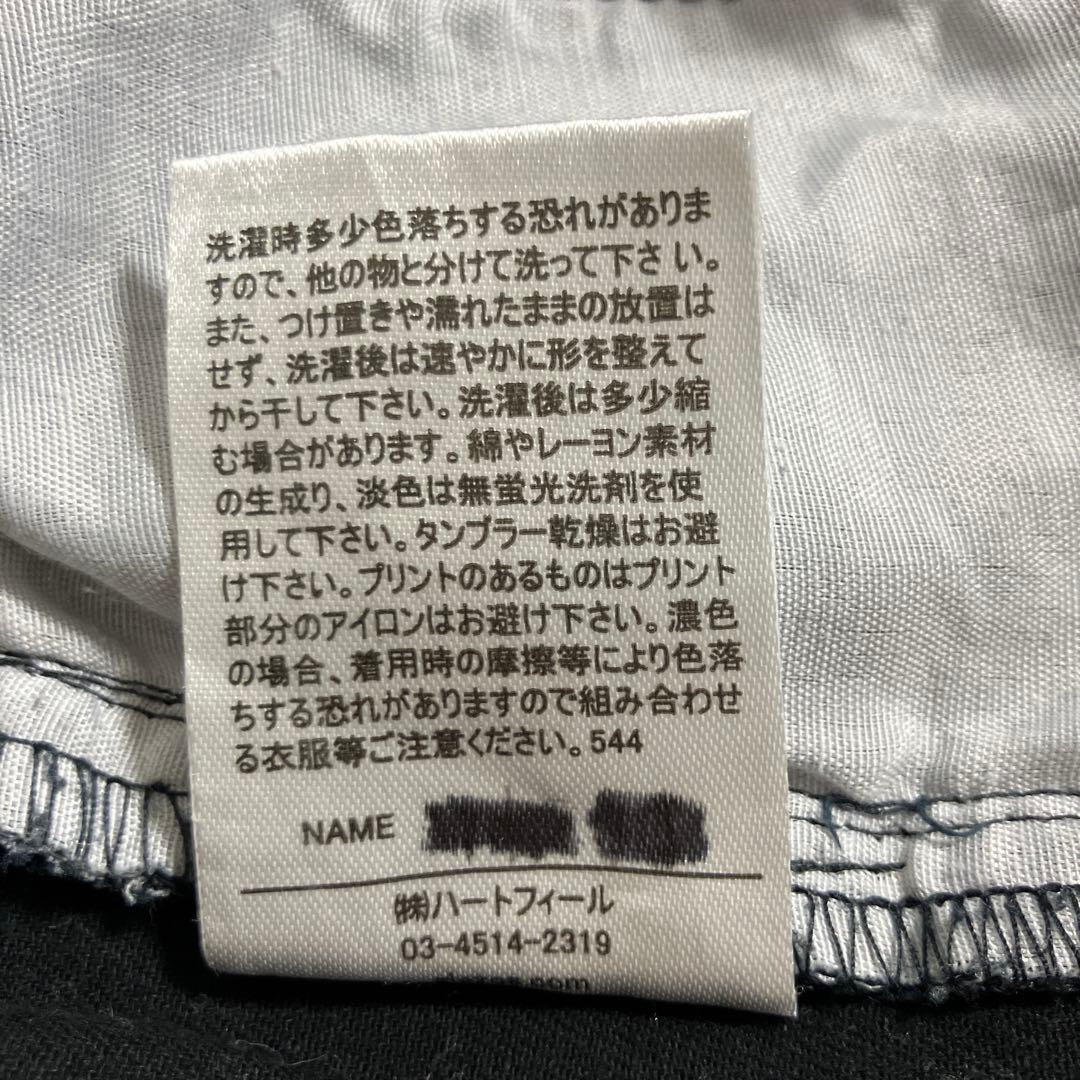 洗濯時多少色落ちする恐れがありま
すので、他の物と分けて洗って下さい。
また、つけ置きや濡れたままの放置は
せず、洗濯後は速やかに形を整えて
から干して下さい。洗濯後は多少縮
む場合があります。綿やレーヨン素材
の生成り、淡色は無蛍光洗剤を使
用して下さい。タンブラー乾燥はお避
け下さい。プリントのあるものはプリント
部分のアイロンはお避け下さい。濃色
の場合、着用時の摩擦等により色落
ちする恐れがありますので組み合わせ
る衣服等ご注意ください。544
NAME
㈱ハートフィール
03-4514-2319